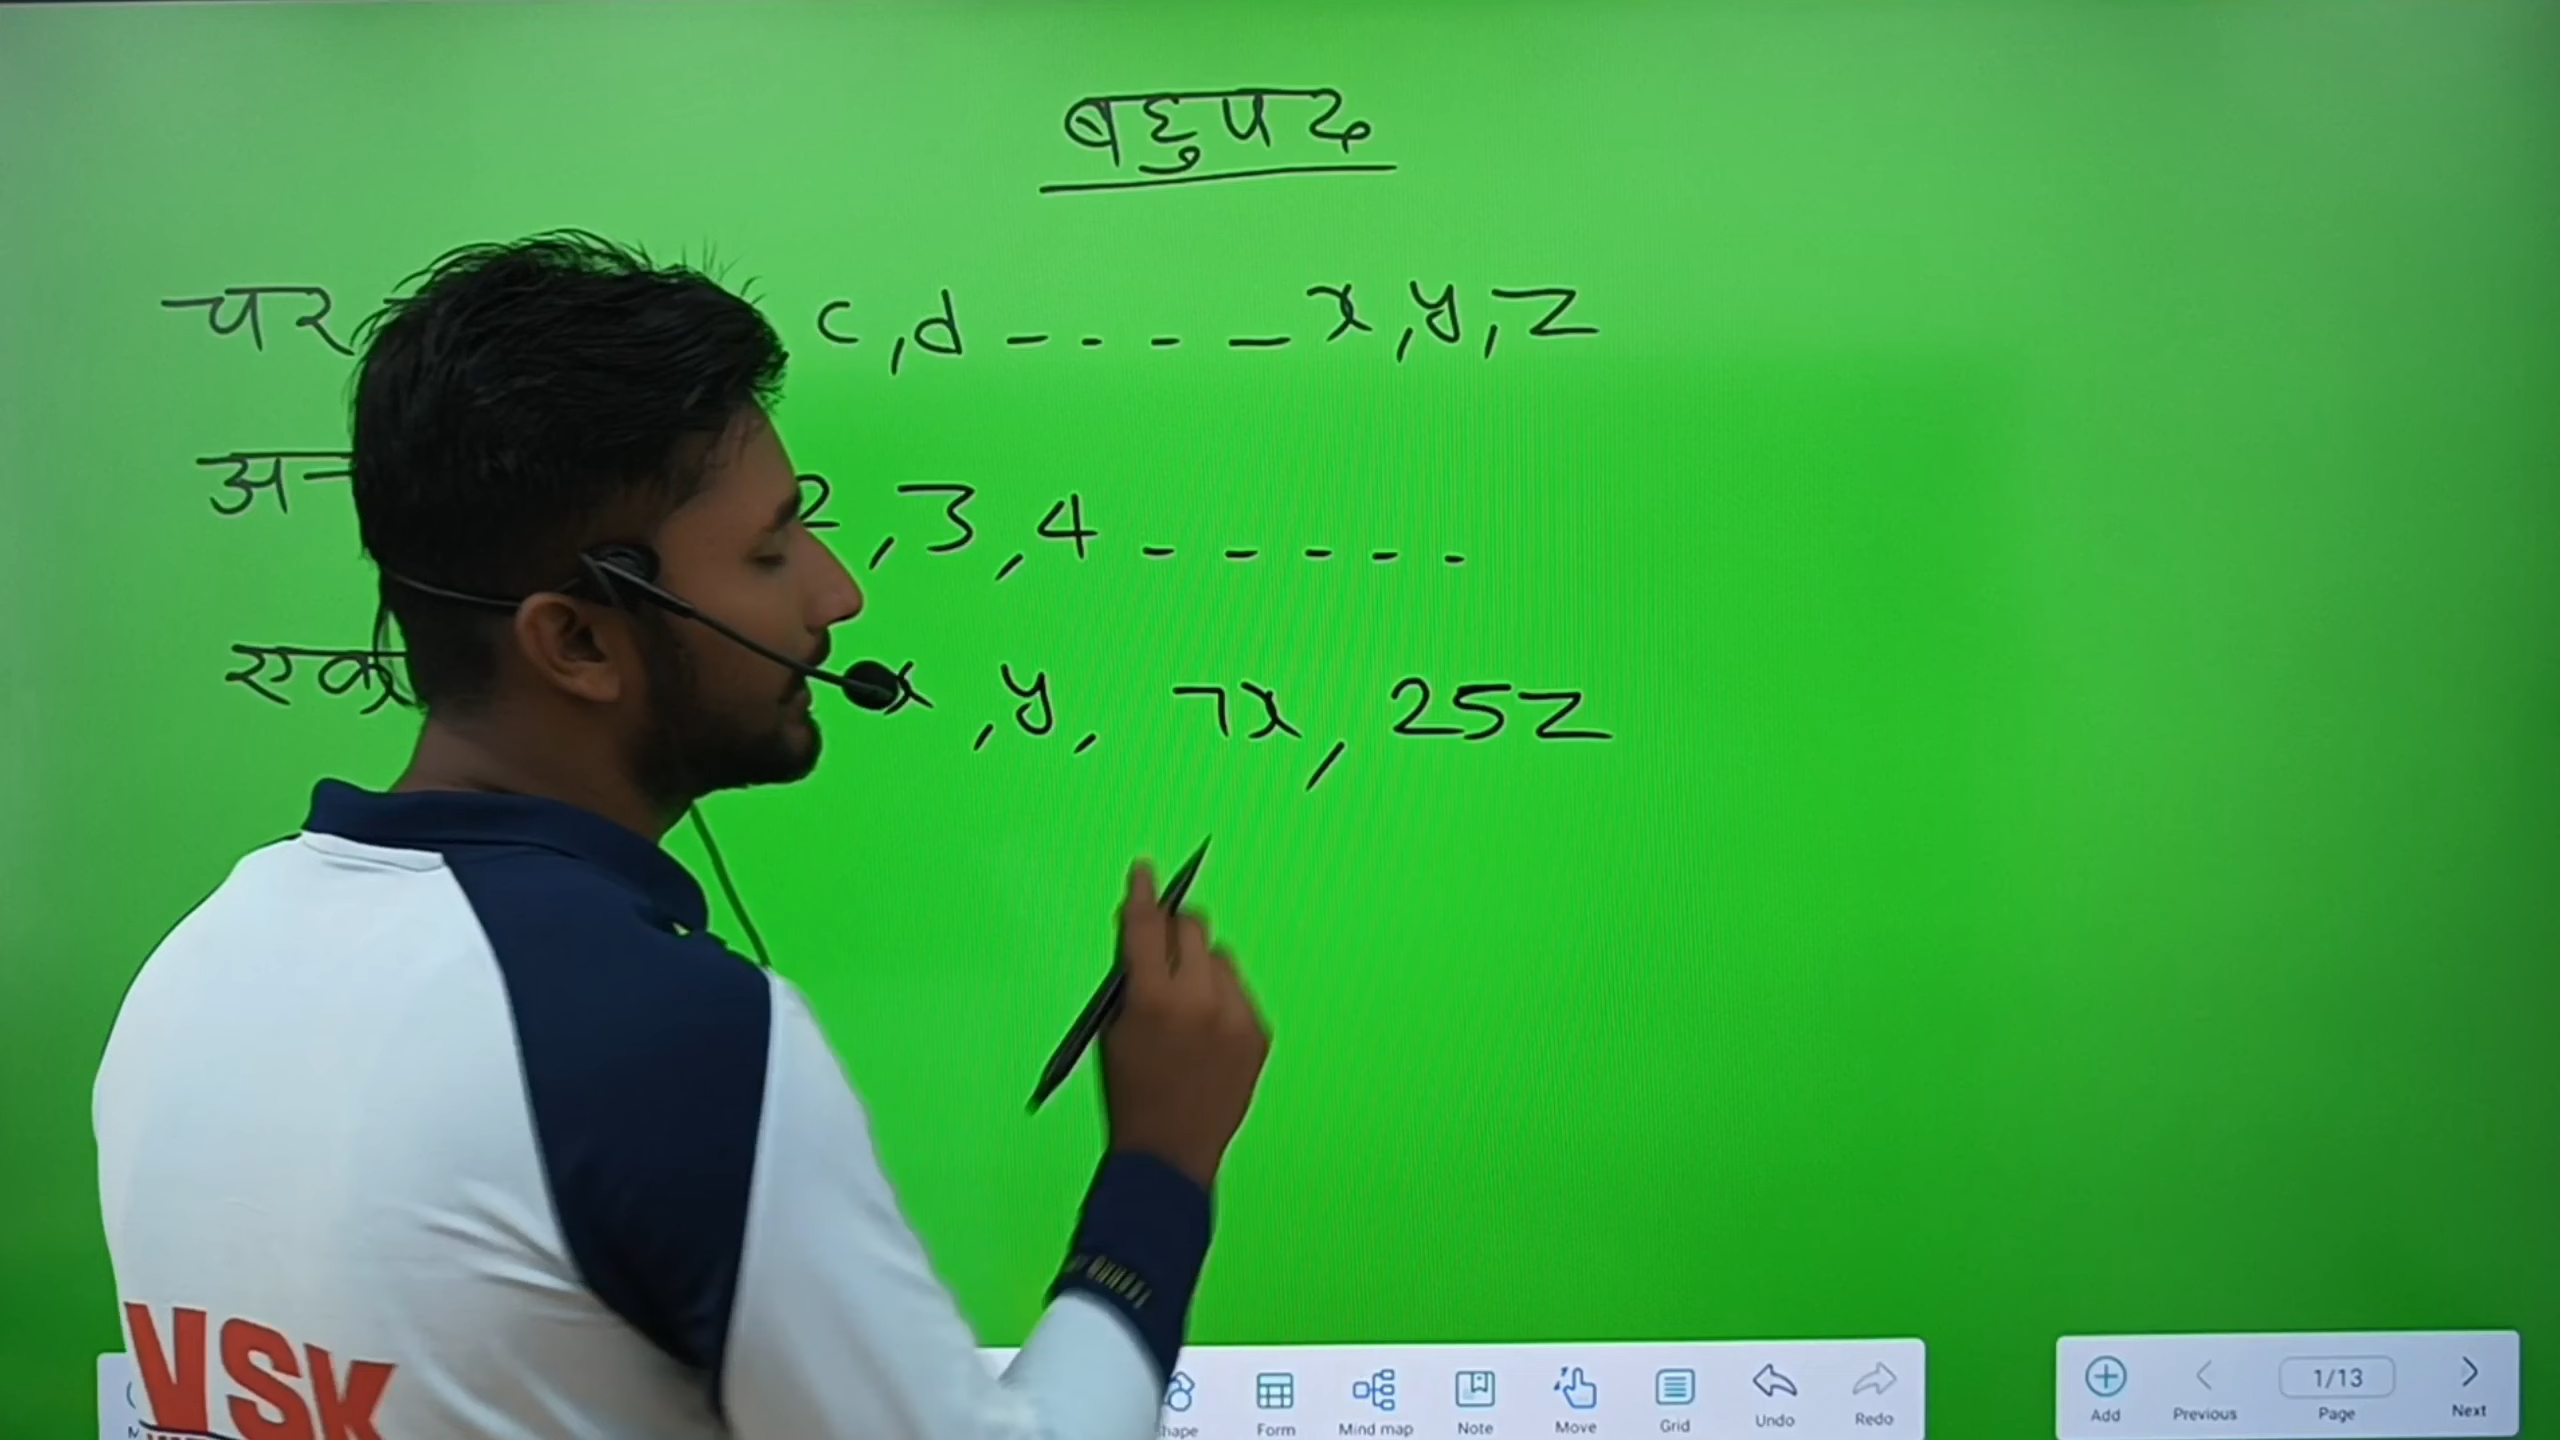 बहुपद
चर c, d - - - - x, y, z
2, 3, 4 - - - - -
एक x, y, 7x, 25z
VSK
Form Mind map Note Move Grid Undo Redo
Add Previous 1/13 Page Next